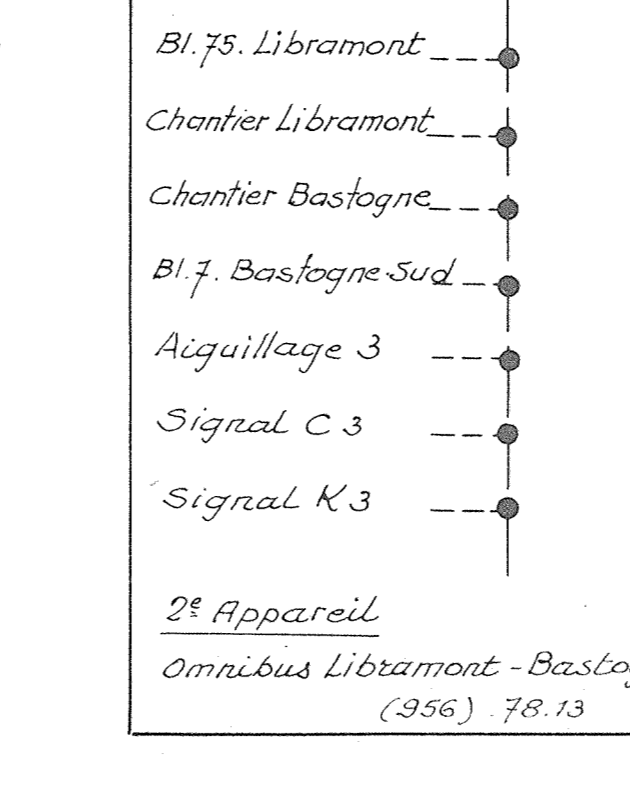 Bl.75. Libramont
Chantier Libramont
Chantier Bastogne
Bl.7. Bastogne-Sud
Aiguillage 3
Signal C 3
Signal K 3
2e Appareil
Omnibus Libramont - Basto
(956) 78.13